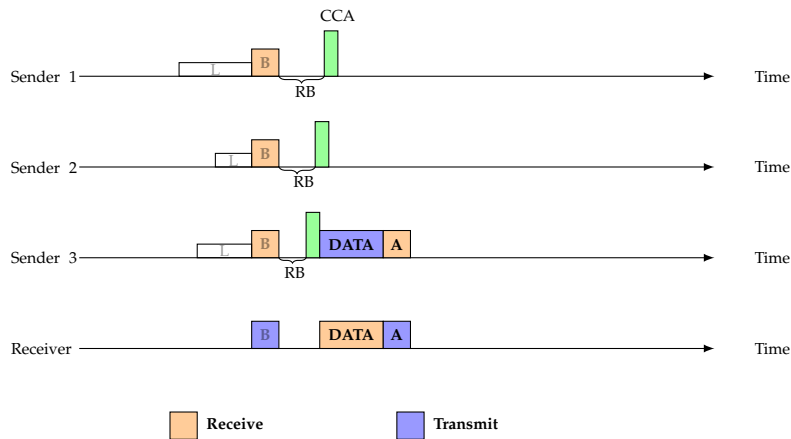 CCA
Sender 1 L B Time
RB
Sender 2 L B Time
RB
Sender 3 L B DATA A Time
RB
Receiver B DATA A Time
Receive Transmit